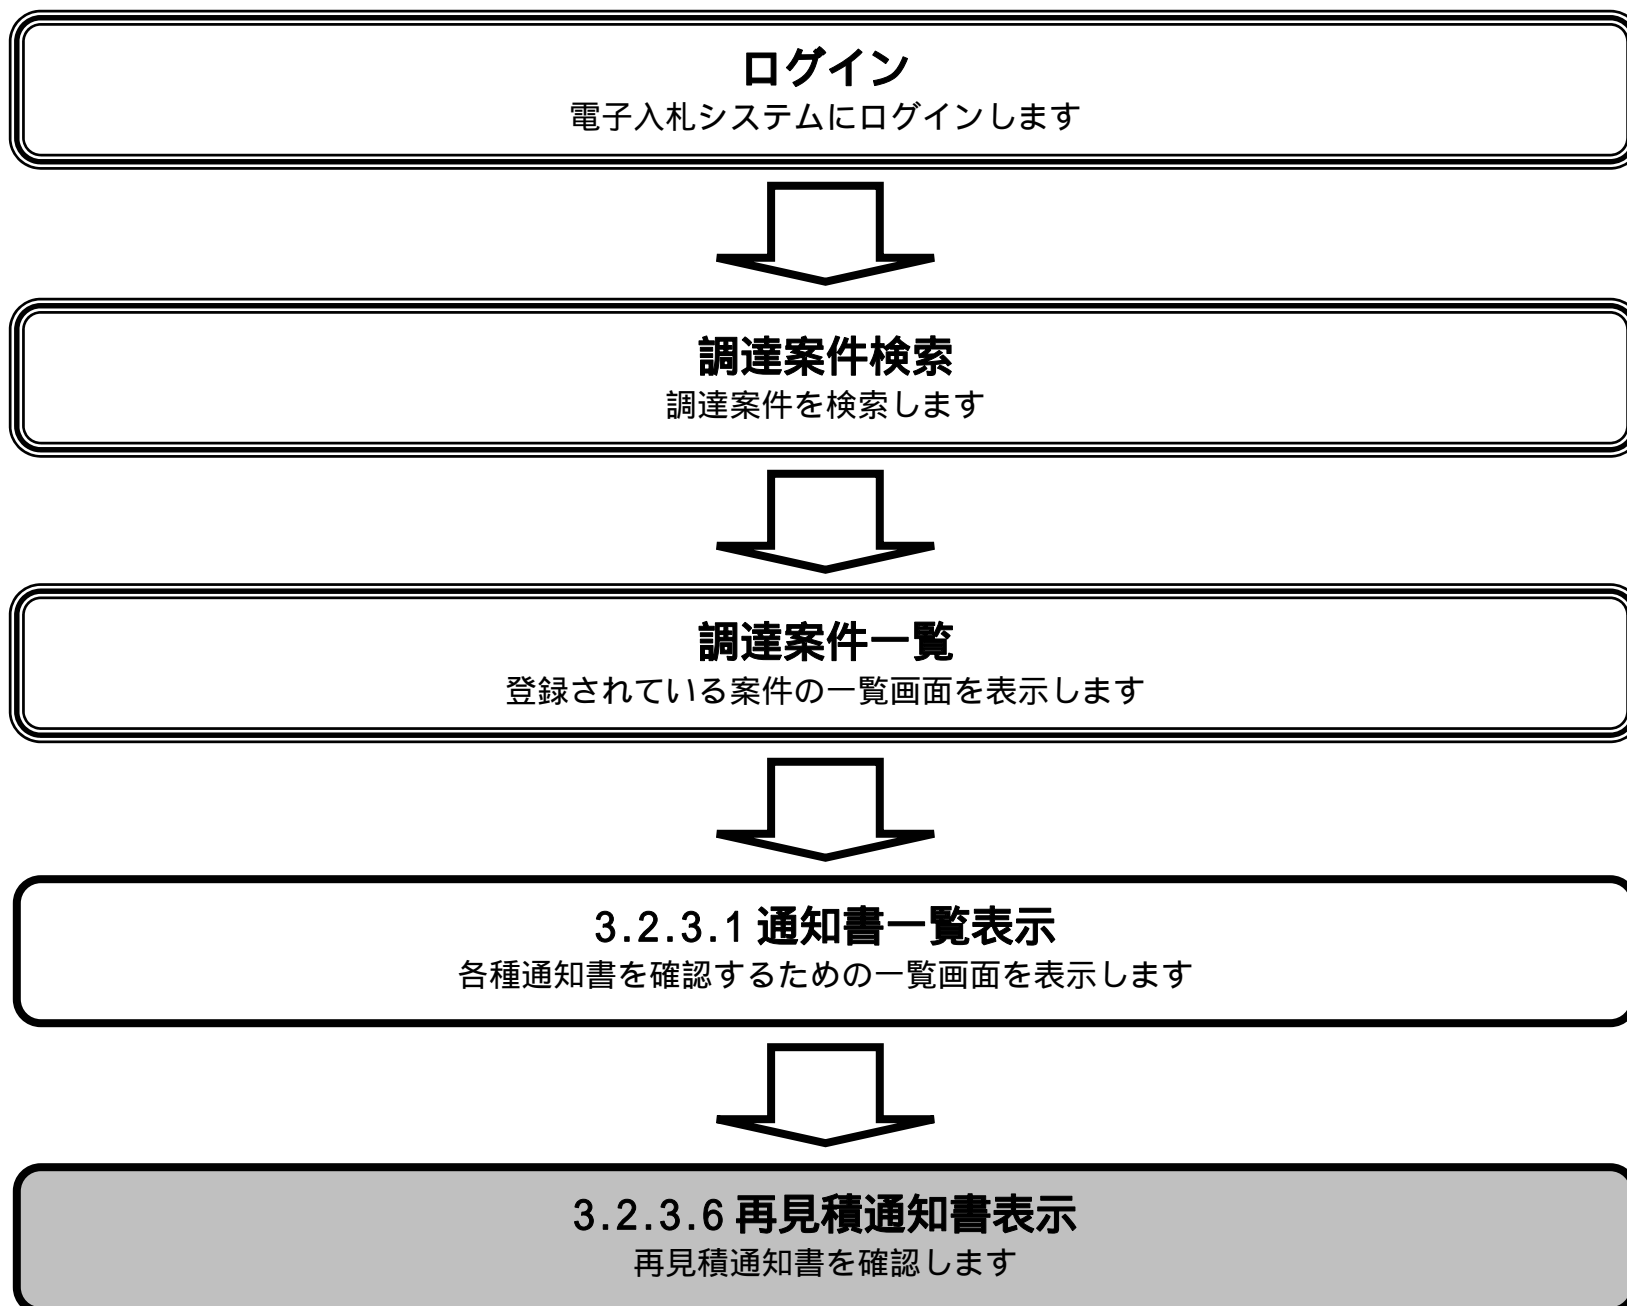 ログイン
電子入札システムにログインします
調達案件検索
調達案件を検索します
調達案件一覧
登録されている案件の一覧画面を表示します
3.2.3.1 通知書一覧表示
各種通知書を確認するための一覧画面を表示します
3.2.3.6 再見積通知書表示
再見積通知書を確認します